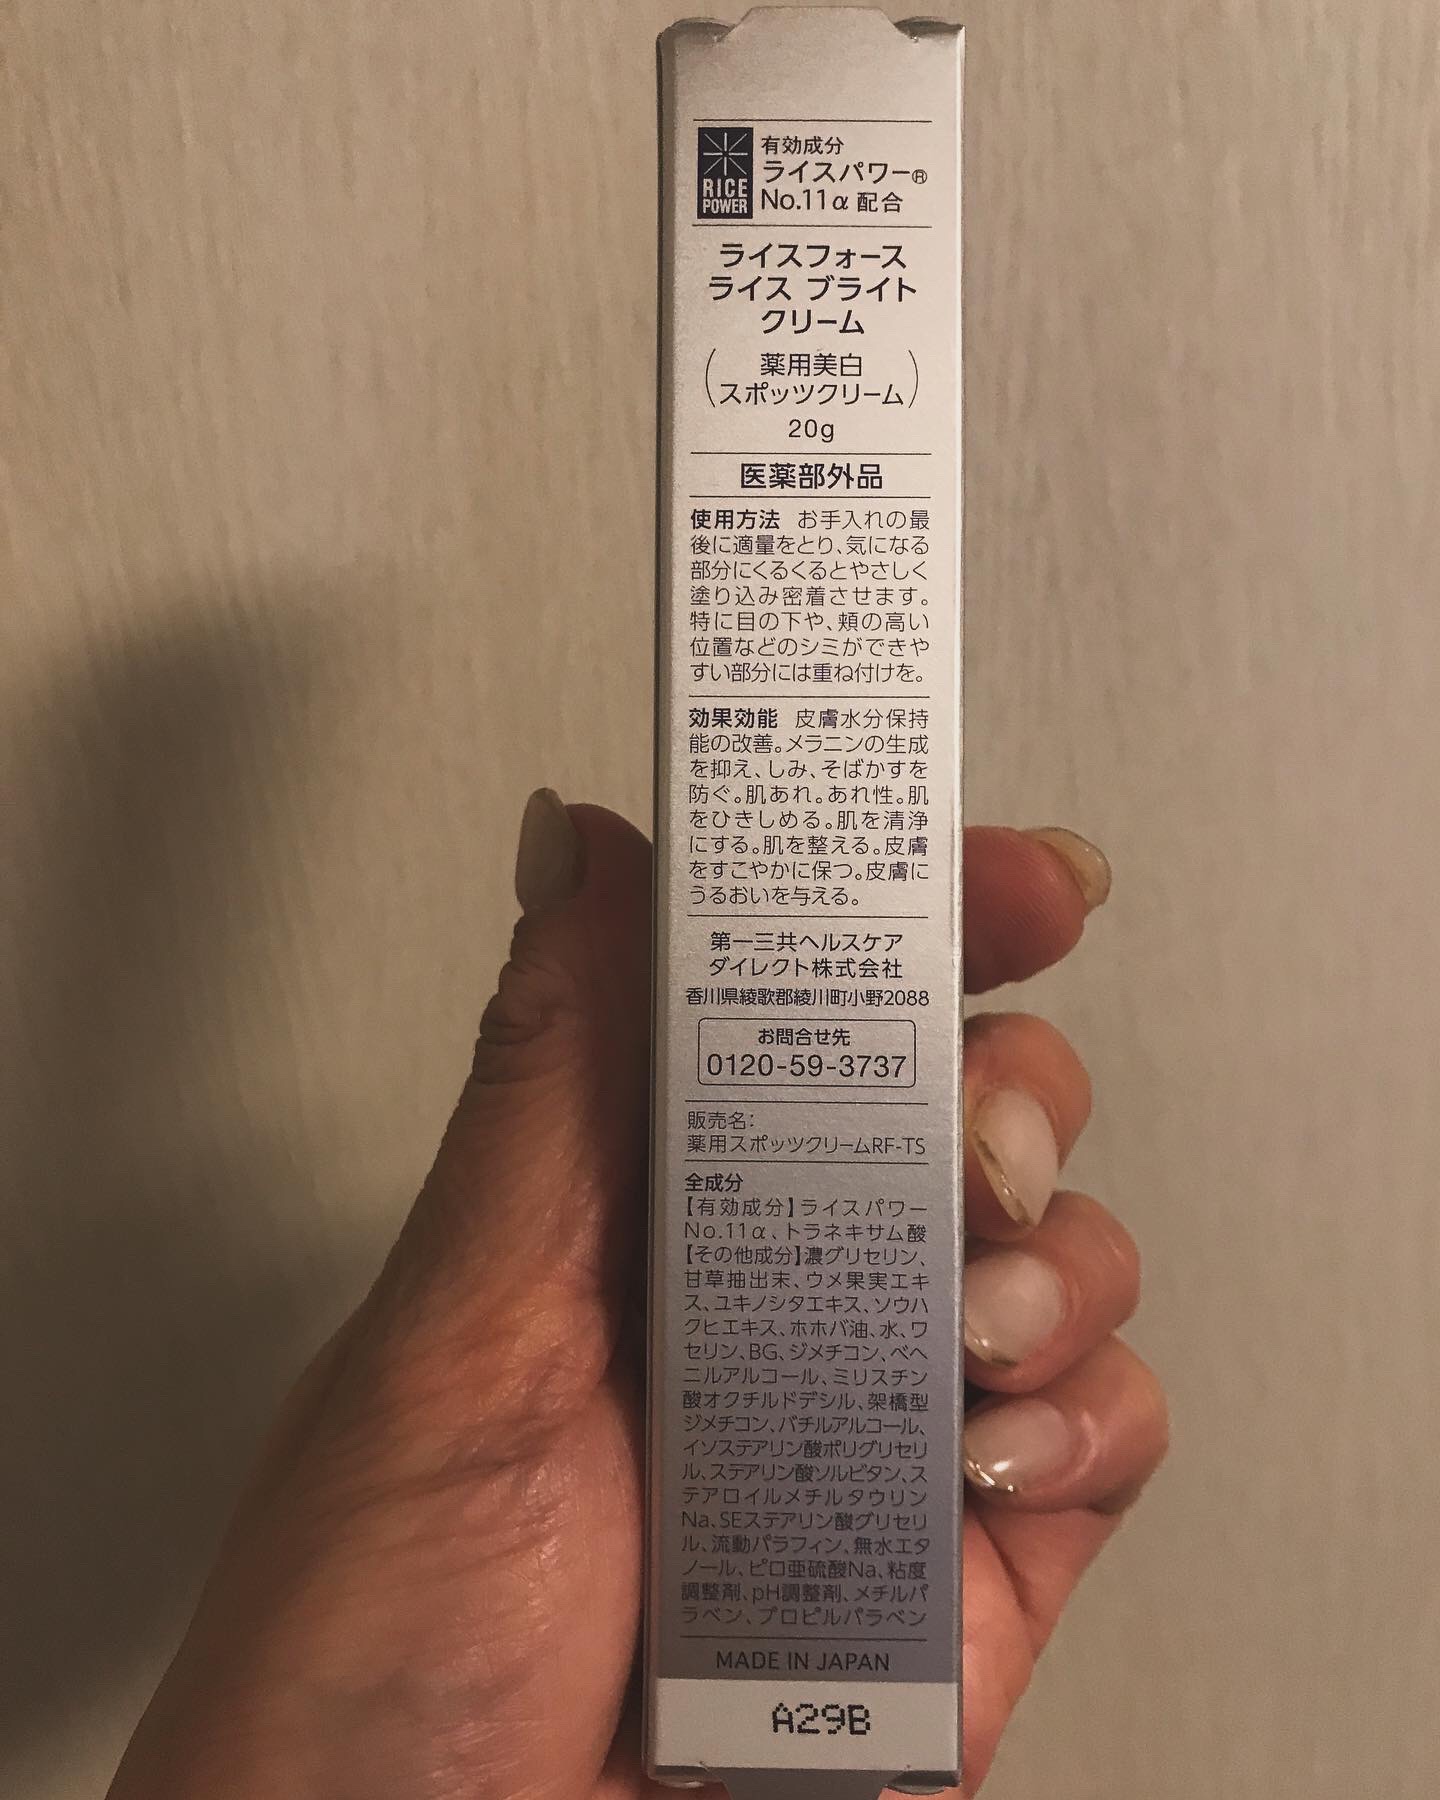 RICE
POWER
有効成分
ライスパワー®
No.11α 配合
ライスフォース
ライス ブライト
クリーム
(薬用美白
スポッツクリーム)
20g
医薬部外品
使用方法 お手入れの最
後に適量をとり、気になる
部分にくるくるとやさしく
塗り込み密着させます。
特に目の下や、頬の高い
位置などのシミができや
すい部分には重ね付けを。
効果効能 皮膚水分保持
能の改善。メラニンの生成
を抑え、しみ、そばかすを
防ぐ。肌あれ。あれ性。肌
をひきしめる。肌を清浄
にする。肌を整える。皮膚
をすこやかに保つ。皮膚に
うるおいを与える。
第一三共ヘルスケア
ダイレクト株式会社
香川県綾歌郡綾川町小野2088
お問合せ先
0120-59-3737
販売名:
薬用スポッツクリームRF-TS
全成分
【有効成分】ライスパワー
No.11α、トラネキサム酸
【その他成分】濃グリセリン、
甘草抽出末、ウメ果実エキ
ス、ユキノシタエキス、ソウハ
クヒエキス、ホホバ油、水、ワ
セリン、BG、ジメチコン、ベヘ
ニルアルコール、ミリスチン
酸オクチルドデシル、架橋型
ジメチコン、バチルアルコール、
イソステアリン酸ポリグリセリ
ル、ステアリン酸ソルビタン、ス
テアロイルメチルタウリン
Na、SEステアリン酸グリセリ
ル、流動パラフィン、無水エタ
ノール、ピロ亜硫酸Na、粘度
調整剤、pH調整剤、メチルパ
ラベン、プロピルパラベン
MADE IN JAPAN
A29B